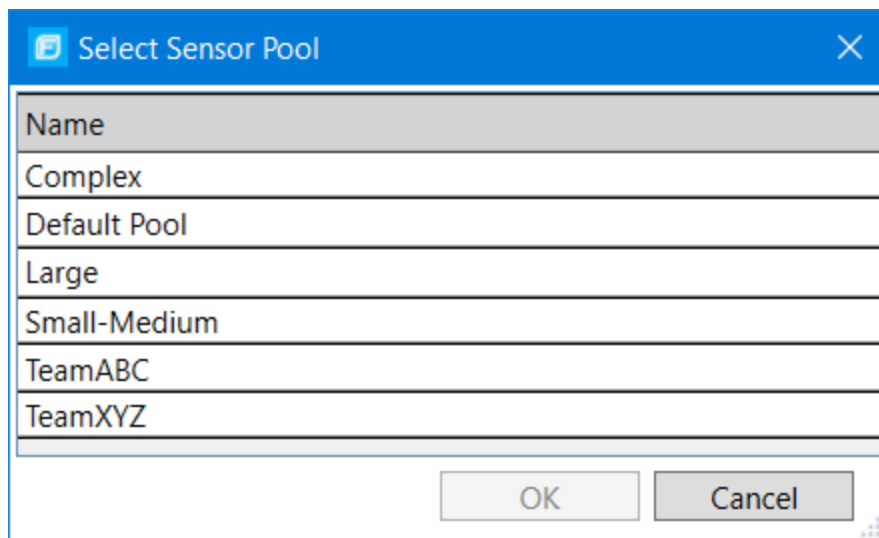 Select Sensor Pool
Name
Complex
Default Pool
Large
Small-Medium
TeamABC
TeamXYZ
OK Cancel